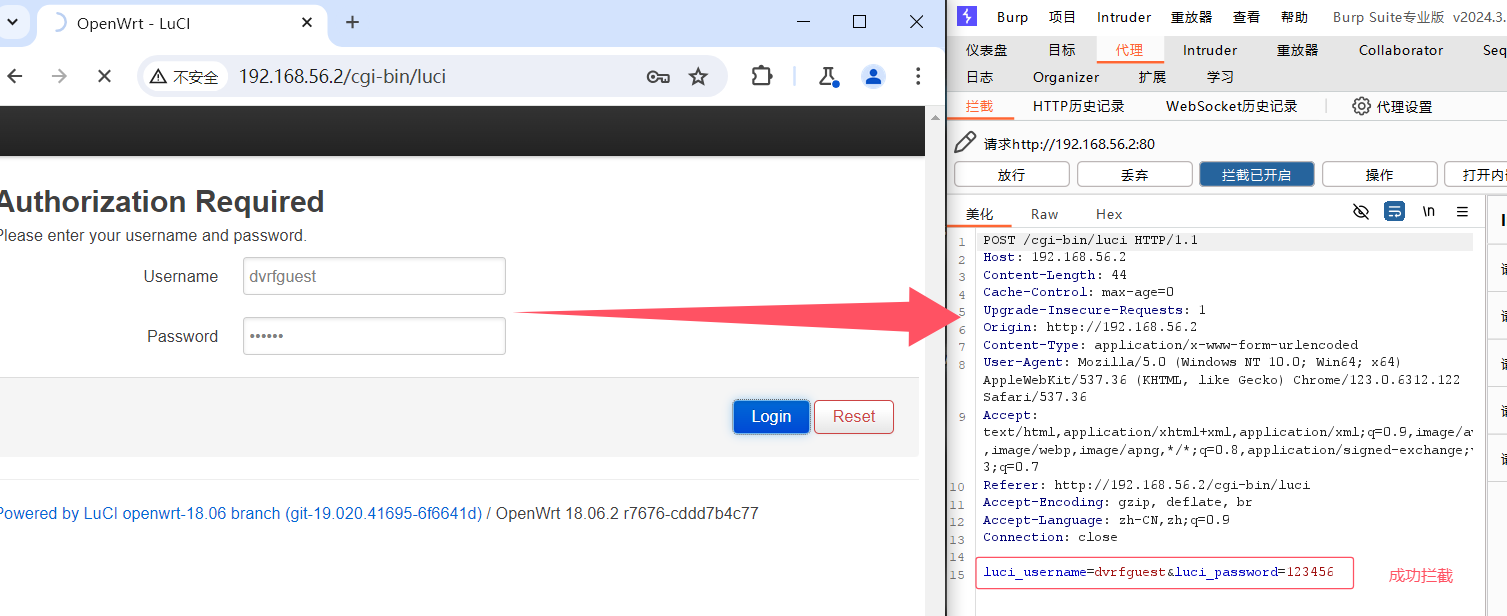 OpenWrt - LuCI
不安全
192.168.56.2/cgi-bin/luci
Authorization Required
Please enter your username and password.
Username
dvrfguest
Password
••••••
Login
Reset
Powered by LuCI openwrt-18.06 branch (git-19.020.41695-6f6641d) / OpenWrt 18.06.2 r7676-cddd7b4c77
Burp 项目 Intruder 重放器 查看 帮助 Burp Suite专业版 v2024.3.
仪表盘 目标 代理 Intruder 重放器 Collaborator Seq
日志 Organizer 扩展 学习
拦截 HTTP历史记录 WebSocket历史记录 代理设置
请求http://192.168.56.2:80
放行 丢弃 拦截已开启 操作 打开内
美化 Raw Hex \n
1 POST /cgi-bin/luci HTTP/1.1
2 Host: 192.168.56.2
3 Content-Length: 44
4 Cache-Control: max-age=0
5 Upgrade-Insecure-Requests: 1
6 Origin: http://192.168.56.2
7 Content-Type: application/x-www-form-urlencoded
8 User-Agent: Mozilla/5.0 (Windows NT 10.0; Win64; x64)
AppleWebKit/537.36 (KHTML, like Gecko) Chrome/123.0.6312.122
Safari/537.36
9 Accept:
text/html,application/xhtml+xml,application/xml;q=0.9,image/av
,image/webp,image/apng,*/*;q=0.8,application/signed-exchange;v
3;q=0.7
10 Referer: http://192.168.56.2/cgi-bin/luci
11 Accept-Encoding: gzip, deflate, br
12 Accept-Language: zh-CN,zh;q=0.9
13 Connection: close
14
15 luci_username=dvrfguest&luci_password=123456
成功拦截